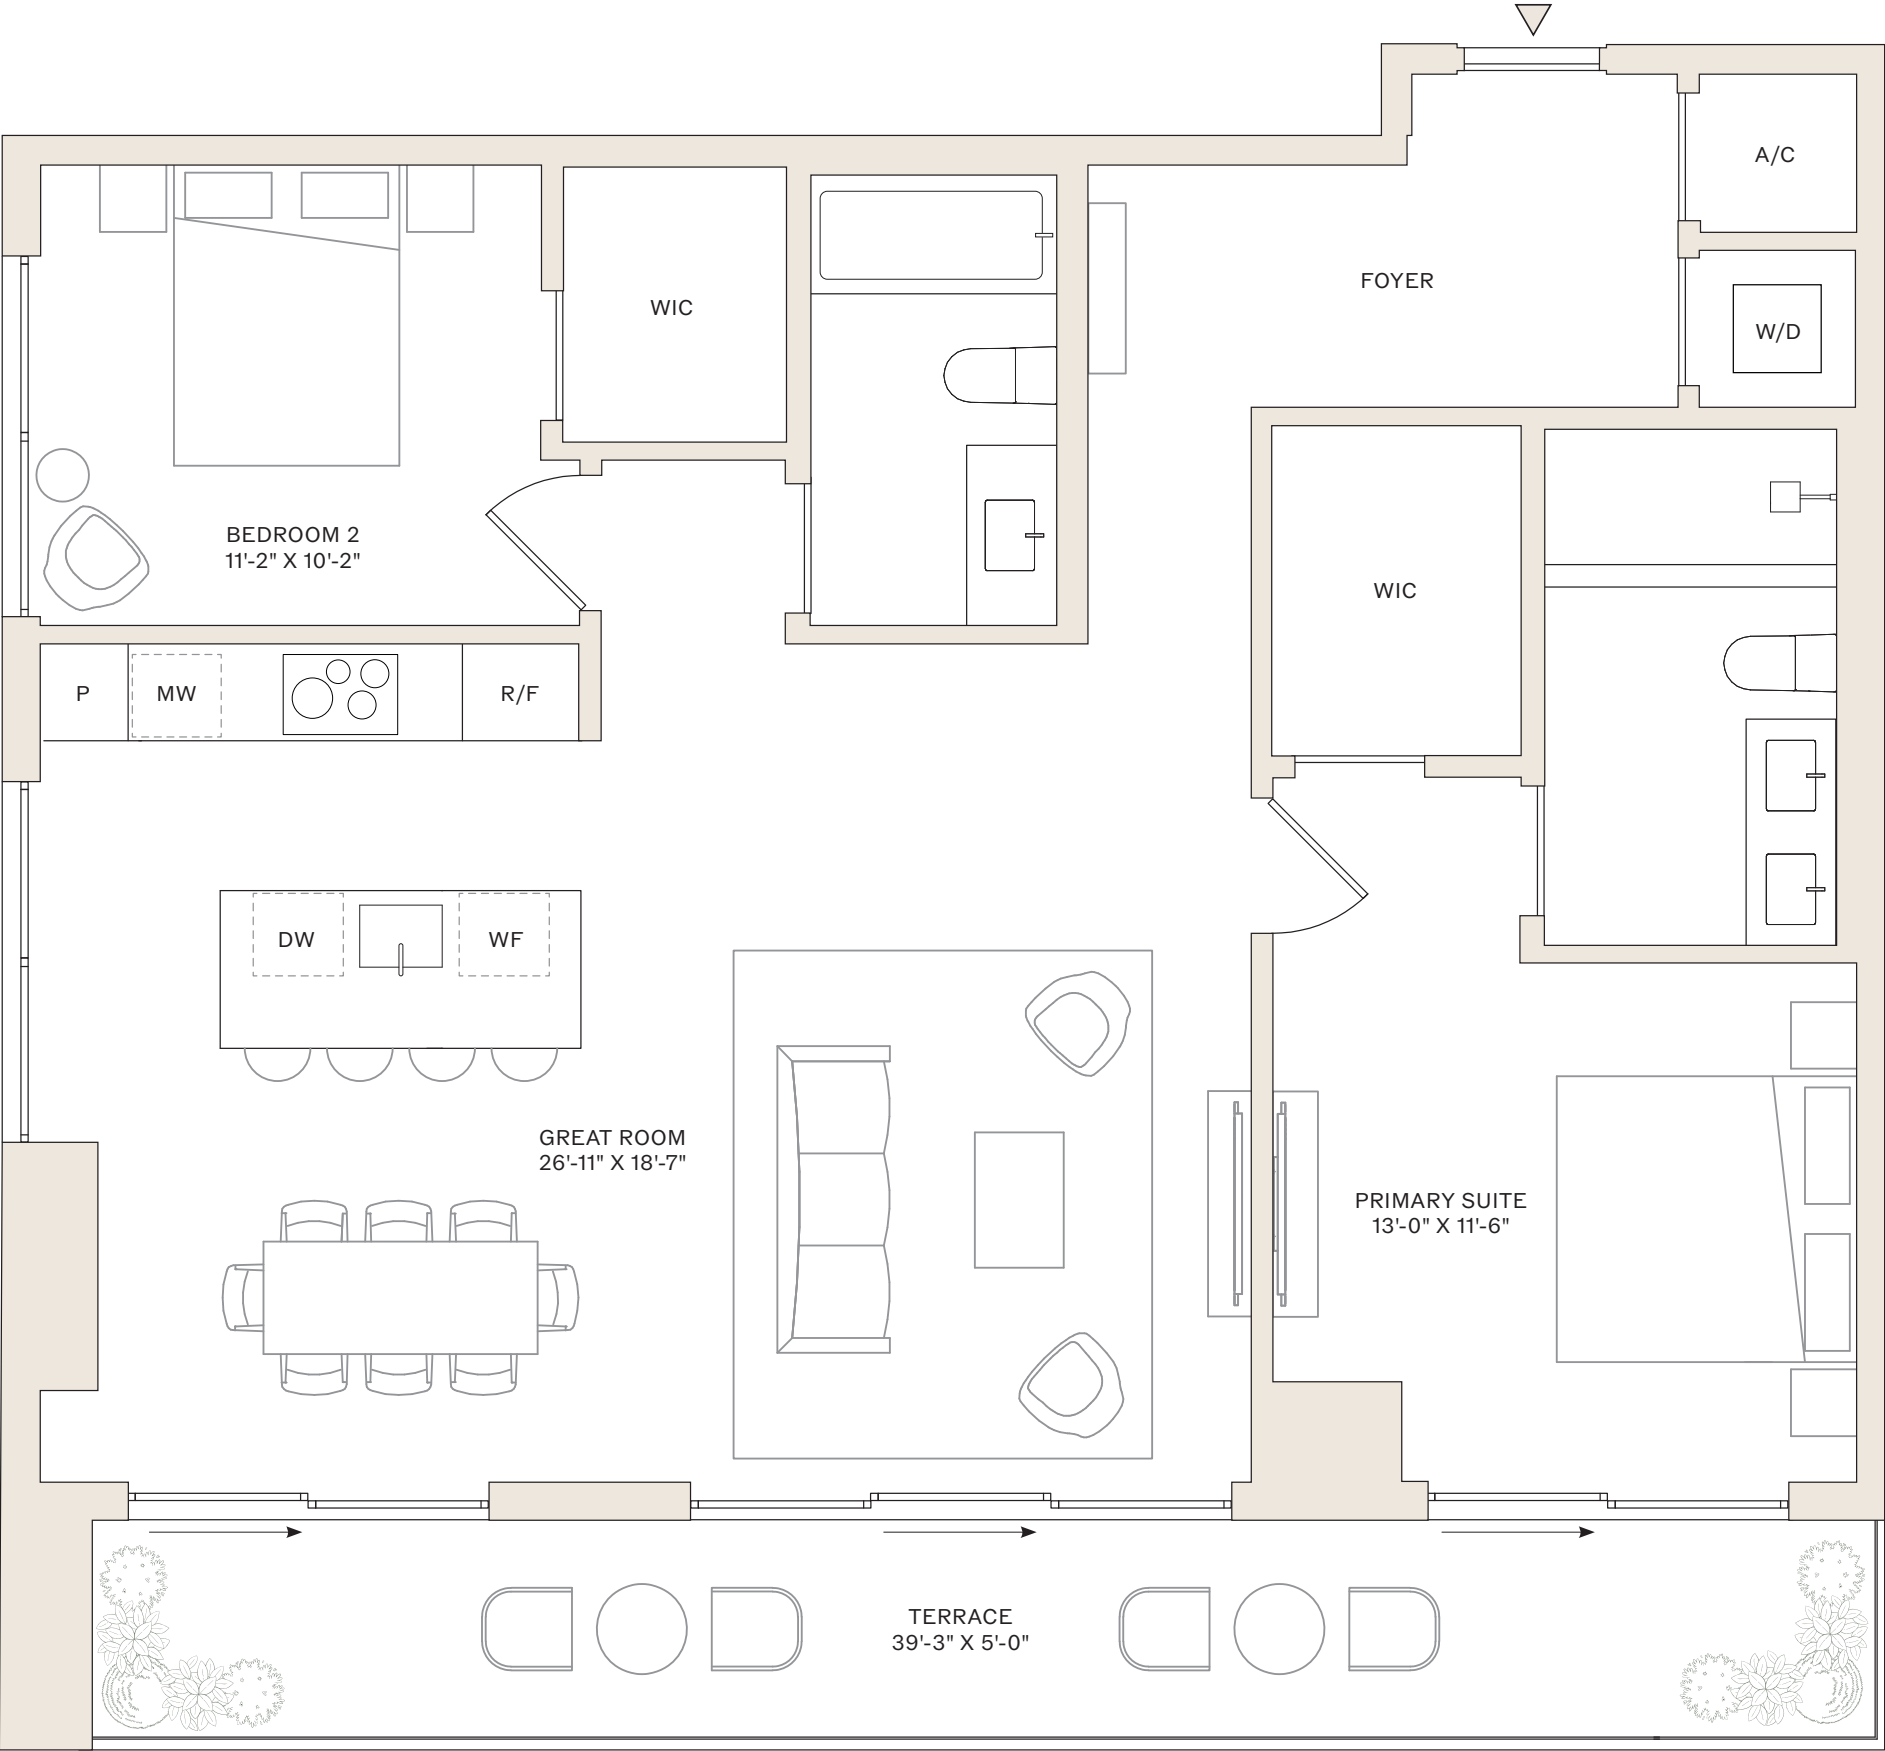 A/C
FOYER
WIC
W/D
BEDROOM 2
11'-2" X 10'-2"
WIC
P
MW
R/F
DW
WF
GREAT ROOM
26'-11" X 18'-7"
PRIMARY SUITE
13'-0" X 11'-6"
TERRACE
39'-3" X 5'-0"